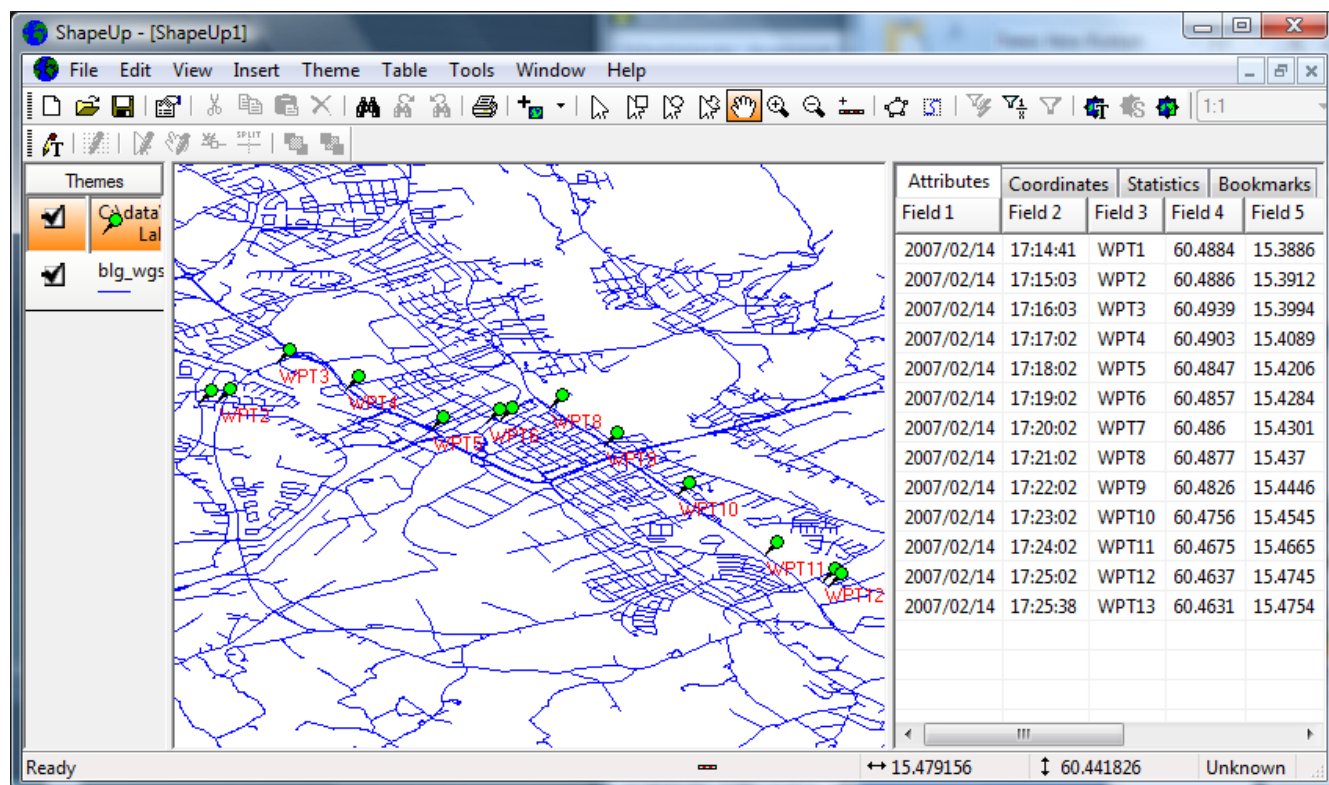 ShapeUp - [ShapeUp1]
File Edit View Insert Theme Table Tools Window Help
1:1
SPLIT
Themes
C:\data\
Lal
blg_wgs
WPT3
WPT4
WPT2
WPT8
WPT5
WPT6
WPT9
WPT10
WPT11
WPT12
Attributes Coordinates Statistics Bookmarks
Field 1 Field 2 Field 3 Field 4 Field 5
2007/02/14 17:14:41 WPT1 60.4884 15.3886
2007/02/14 17:15:03 WPT2 60.4886 15.3912
2007/02/14 17:16:03 WPT3 60.4939 15.3994
2007/02/14 17:17:02 WPT4 60.4903 15.4089
2007/02/14 17:18:02 WPT5 60.4847 15.4206
2007/02/14 17:19:02 WPT6 60.4857 15.4284
2007/02/14 17:20:02 WPT7 60.486 15.4301
2007/02/14 17:21:02 WPT8 60.4877 15.437
2007/02/14 17:22:02 WPT9 60.4826 15.4446
2007/02/14 17:23:02 WPT10 60.4756 15.4545
2007/02/14 17:24:02 WPT11 60.4675 15.4665
2007/02/14 17:25:02 WPT12 60.4637 15.4745
2007/02/14 17:25:38 WPT13 60.4631 15.4754
Ready 15.479156 60.441826 Unknown